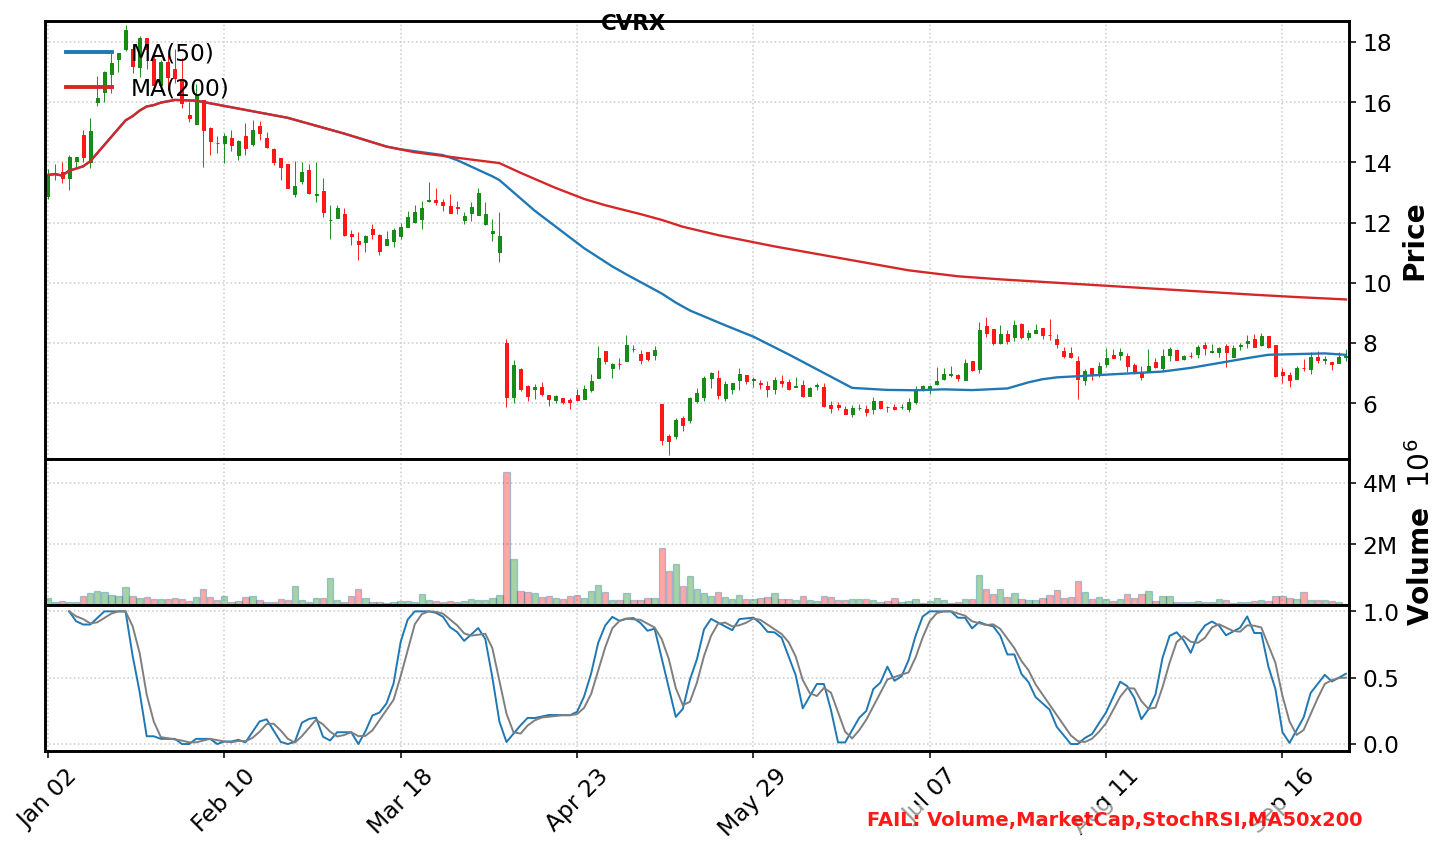 CVRX
MA(50)
MA(200)
18
16
14
12
10
8
6
Price
4M
2M
Volume 10⁶
1.0
0.5
0.0
Jan 02
Feb 10
Mar 18
Apr 23
May 29
Jul 07
Aug 11
Sep 16
FAIL: Volume,MarketCap,StochRSI,MA50x200